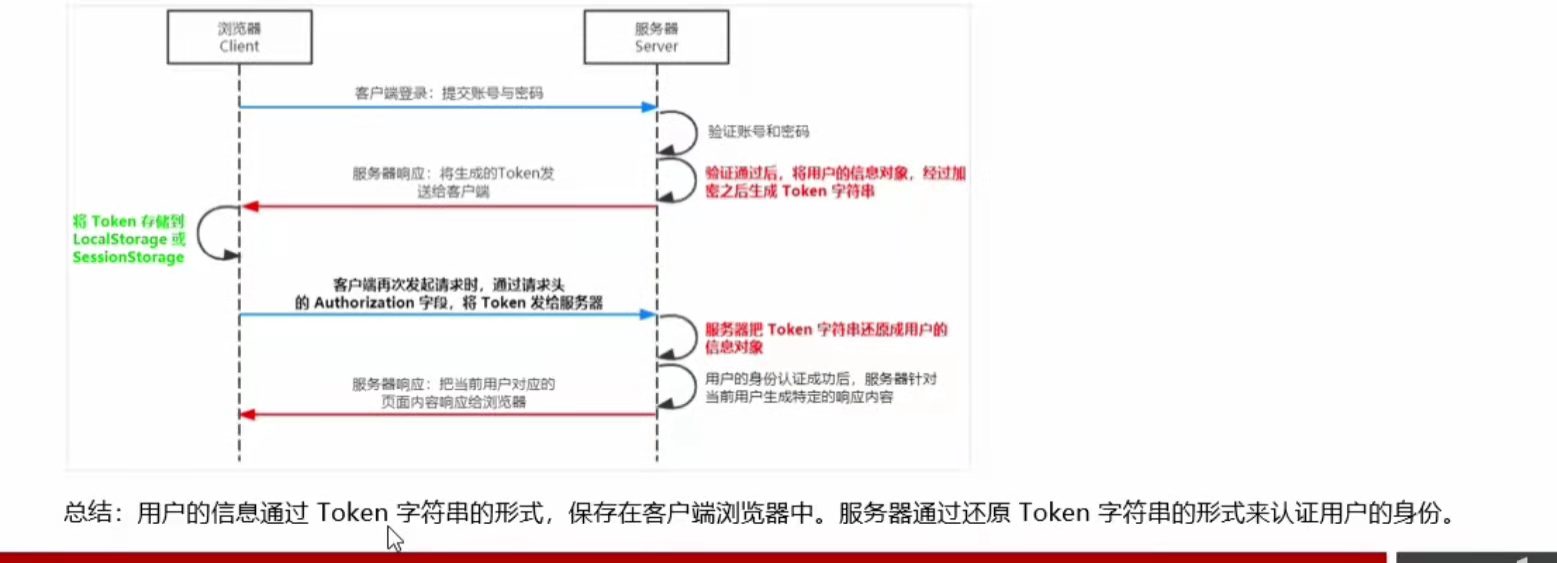 浏览器
Client
服务器
Server
客户端登录：提交账号与密码
验证账号和密码
服务器响应：将生成的Token发
送给客户端
验证通过后，将用户的信息对象，经过加
密之后生成 Token 字符串
将 Token 存储到
LocalStorage 或
SessionStorage
客户端再次发起请求时，通过请求头
的 Authorization 字段，将 Token 发给服务器
服务器把 Token 字符串还原成用户的
信息对象
服务器响应：把当前用户对应的
页面内容响应给浏览器
用户的身份认证成功后，服务器针对
当前用户生成特定的响应内容
总结：用户的信息通过 Token 字符串的形式，保存在客户端浏览器中。服务器通过还原 Token 字符串的形式来认证用户的身份。